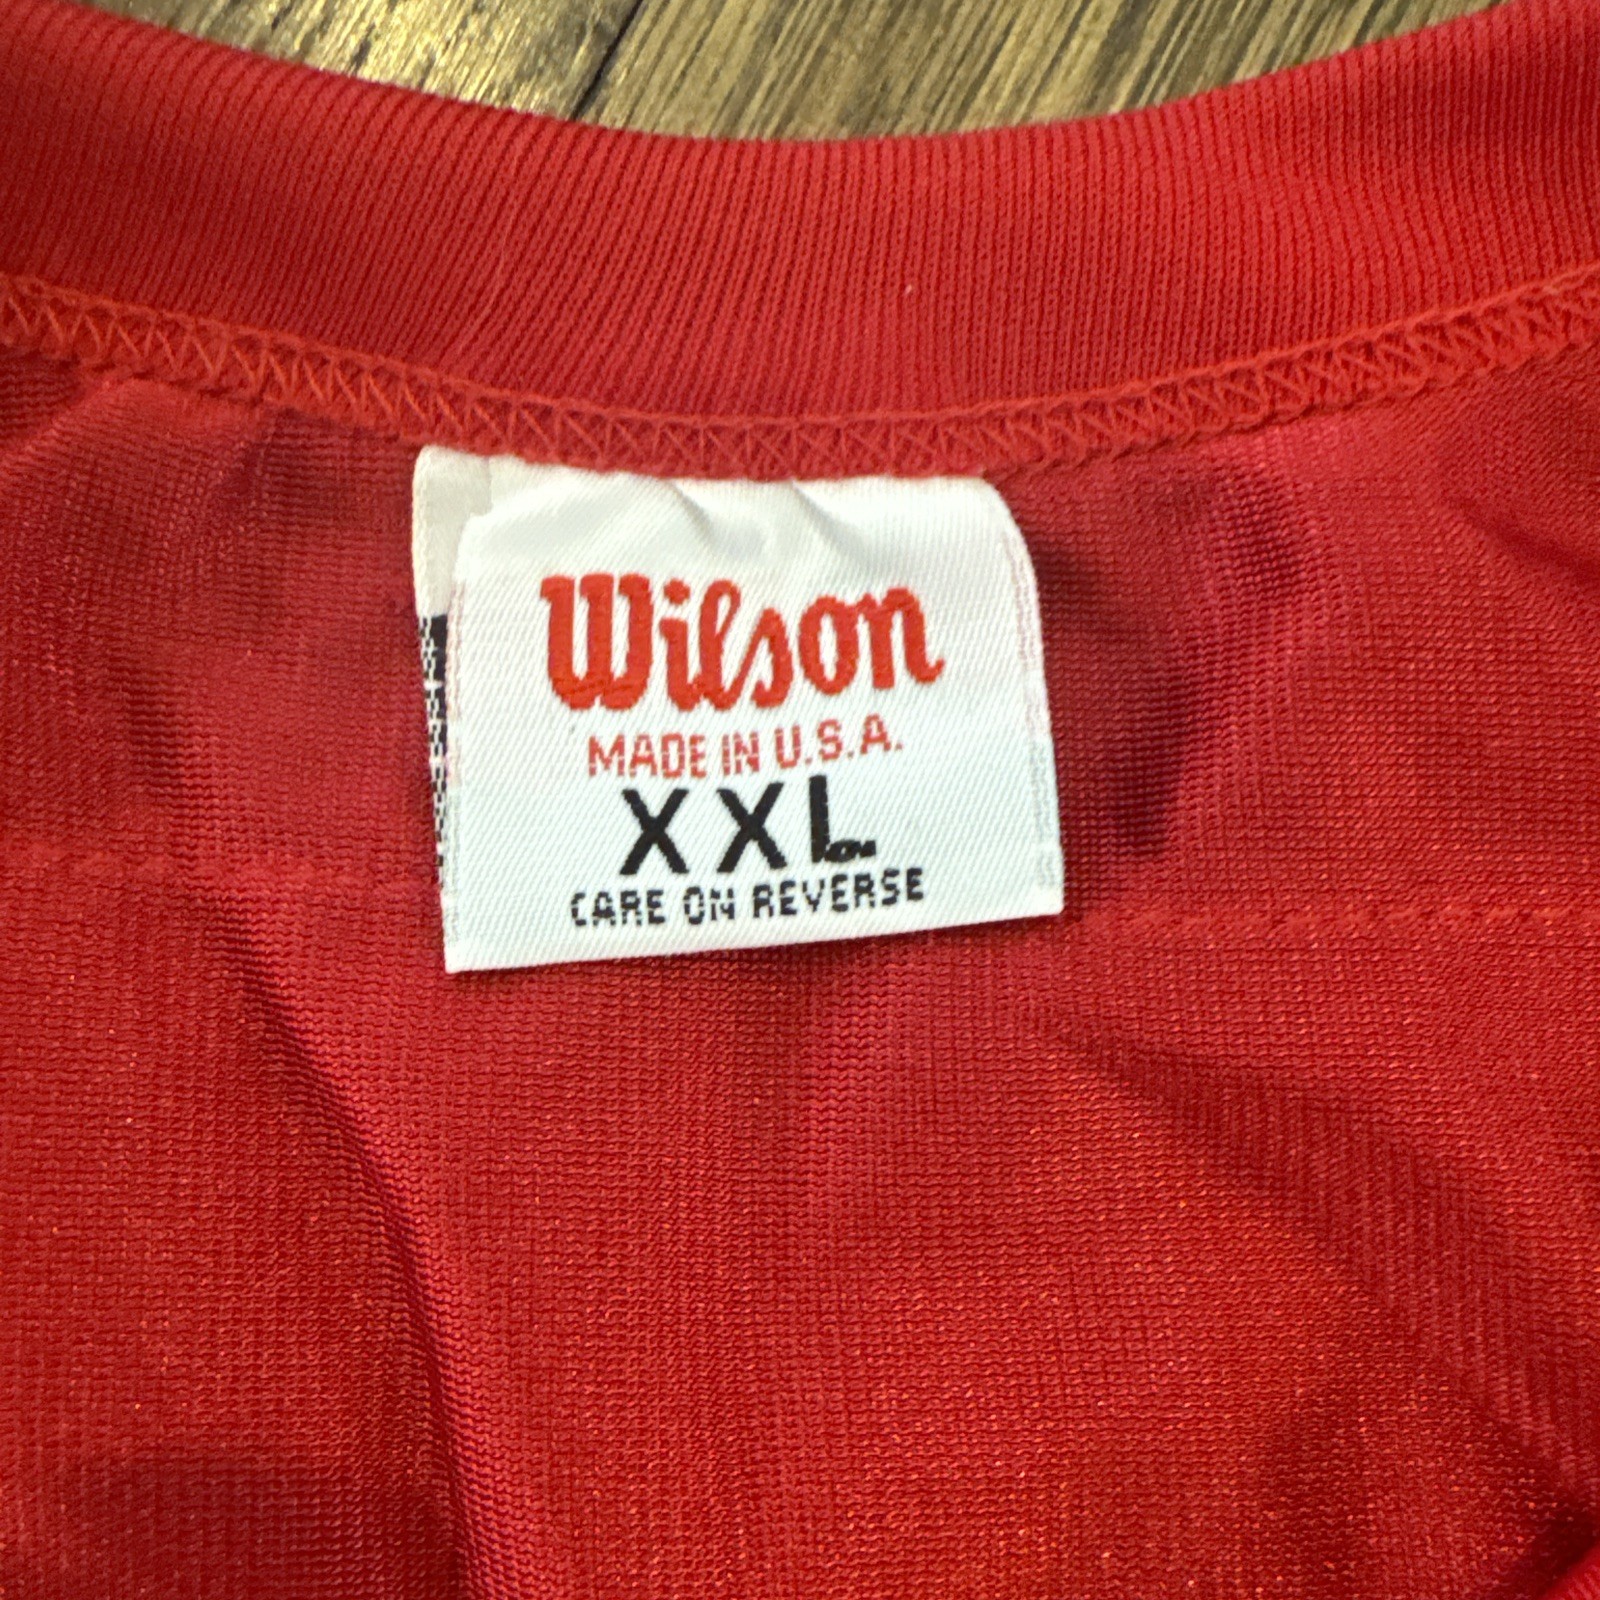 Wilson
MADE IN U.S.A.
XXL
CARE ON REVERSE